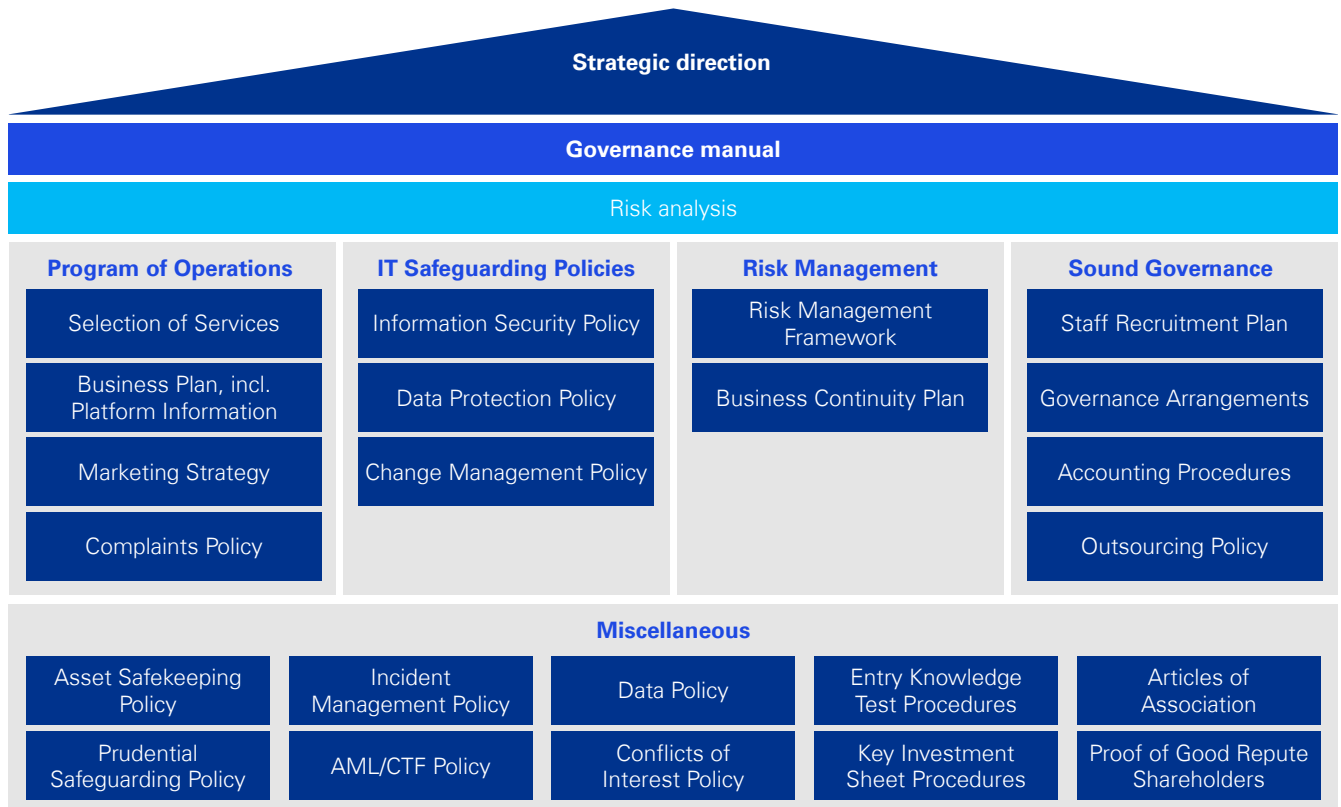 Strategic direction
Governance manual
Risk analysis
Program of Operations
Selection of Services
Business Plan, incl.
Platform Information
Marketing Strategy
Complaints Policy
IT Safeguarding Policies
Information Security Policy
Data Protection Policy
Change Management Policy
Risk Management
Risk Management
Framework
Business Continuity Plan
Sound Governance
Staff Recruitment Plan
Governance Arrangements
Accounting Procedures
Outsourcing Policy
Miscellaneous
Asset Safekeeping
Policy
Incident
Management Policy
Data Policy
Entry Knowledge
Test Procedures
Articles of
Association
Prudential
Safeguarding Policy
AML/CTF Policy
Conflicts of
Interest Policy
Key Investment
Sheet Procedures
Proof of Good Repute
Shareholders